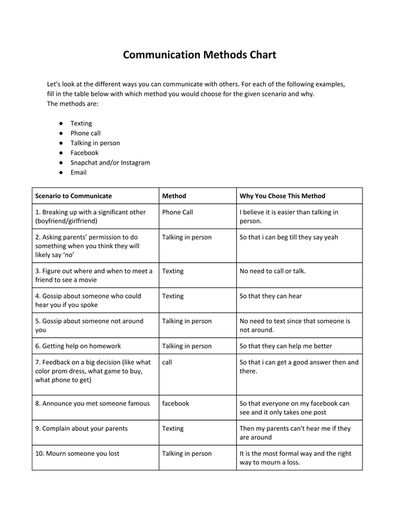 Communication Methods Chart
Let's look at the different ways you can communicate with others. For each of the following examples,
fill in the table below with which method you would choose for the given scenario and why.
The methods are:
● Texting
● Phone call
● Talking in person
● Facebook
● Snapchat and/or Instagram
● Email
Scenario to Communicate Method Why You Chose This Method
1. Breaking up with a significant other Phone Call I believe it is easier than talking in
(boyfriend/girlfriend) person.
2. Asking parents' permission to do Talking in person So that i can beg till they say yeah
something when you think they will
likely say 'no'
3. Figure out where and when to meet a Texting No need to call or talk.
friend to see a movie
4. Gossip about someone who could Texting So that they can hear
hear you if you spoke
5. Gossip about someone not around Talking in person No need to text since that someone is
you not around.
6. Getting help on homework Talking in person So that they can help me better
7. Feedback on a big decision (like what call So that i can get a good answer then and
color prom dress, what game to buy, there.
what phone to get)
8. Announce you met someone famous facebook So that everyone on my facebook can
see and it only takes one post
9. Complain about your parents Texting Then my parents can't hear me if they
are around
10. Mourn someone you lost Talking in person It is the most formal way and the right
way to mourn a loss.